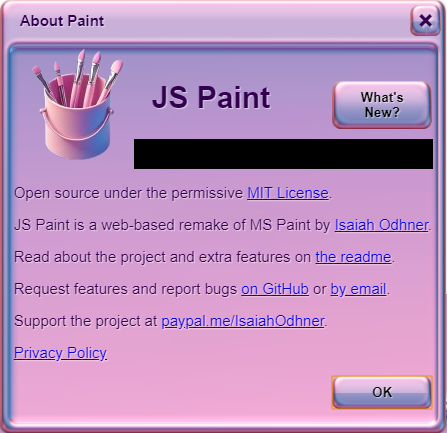 About Paint
JS Paint
What's
New?
Open source under the permissive MIT License.
JS Paint is a web-based remake of MS Paint by Isaiah Odhner.
Read about the project and extra features on the readme.
Request features and report bugs on GitHub or by email.
Support the project at paypal.me/IsaiahOdhner.
Privacy Policy
OK